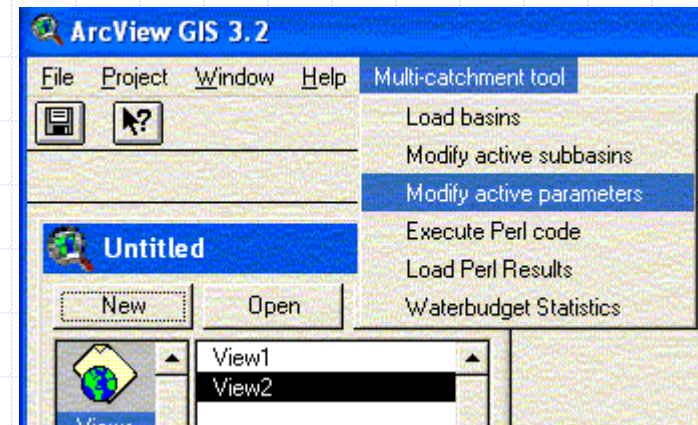 ArcView GIS 3.2
File Project Window Help Multi-catchment tool
Load basins
Modify active subbasins
Modify active parameters
Execute Perl code
Load Perl Results
Waterbudget Statistics
Untitled
New Open
View1
View2
Views